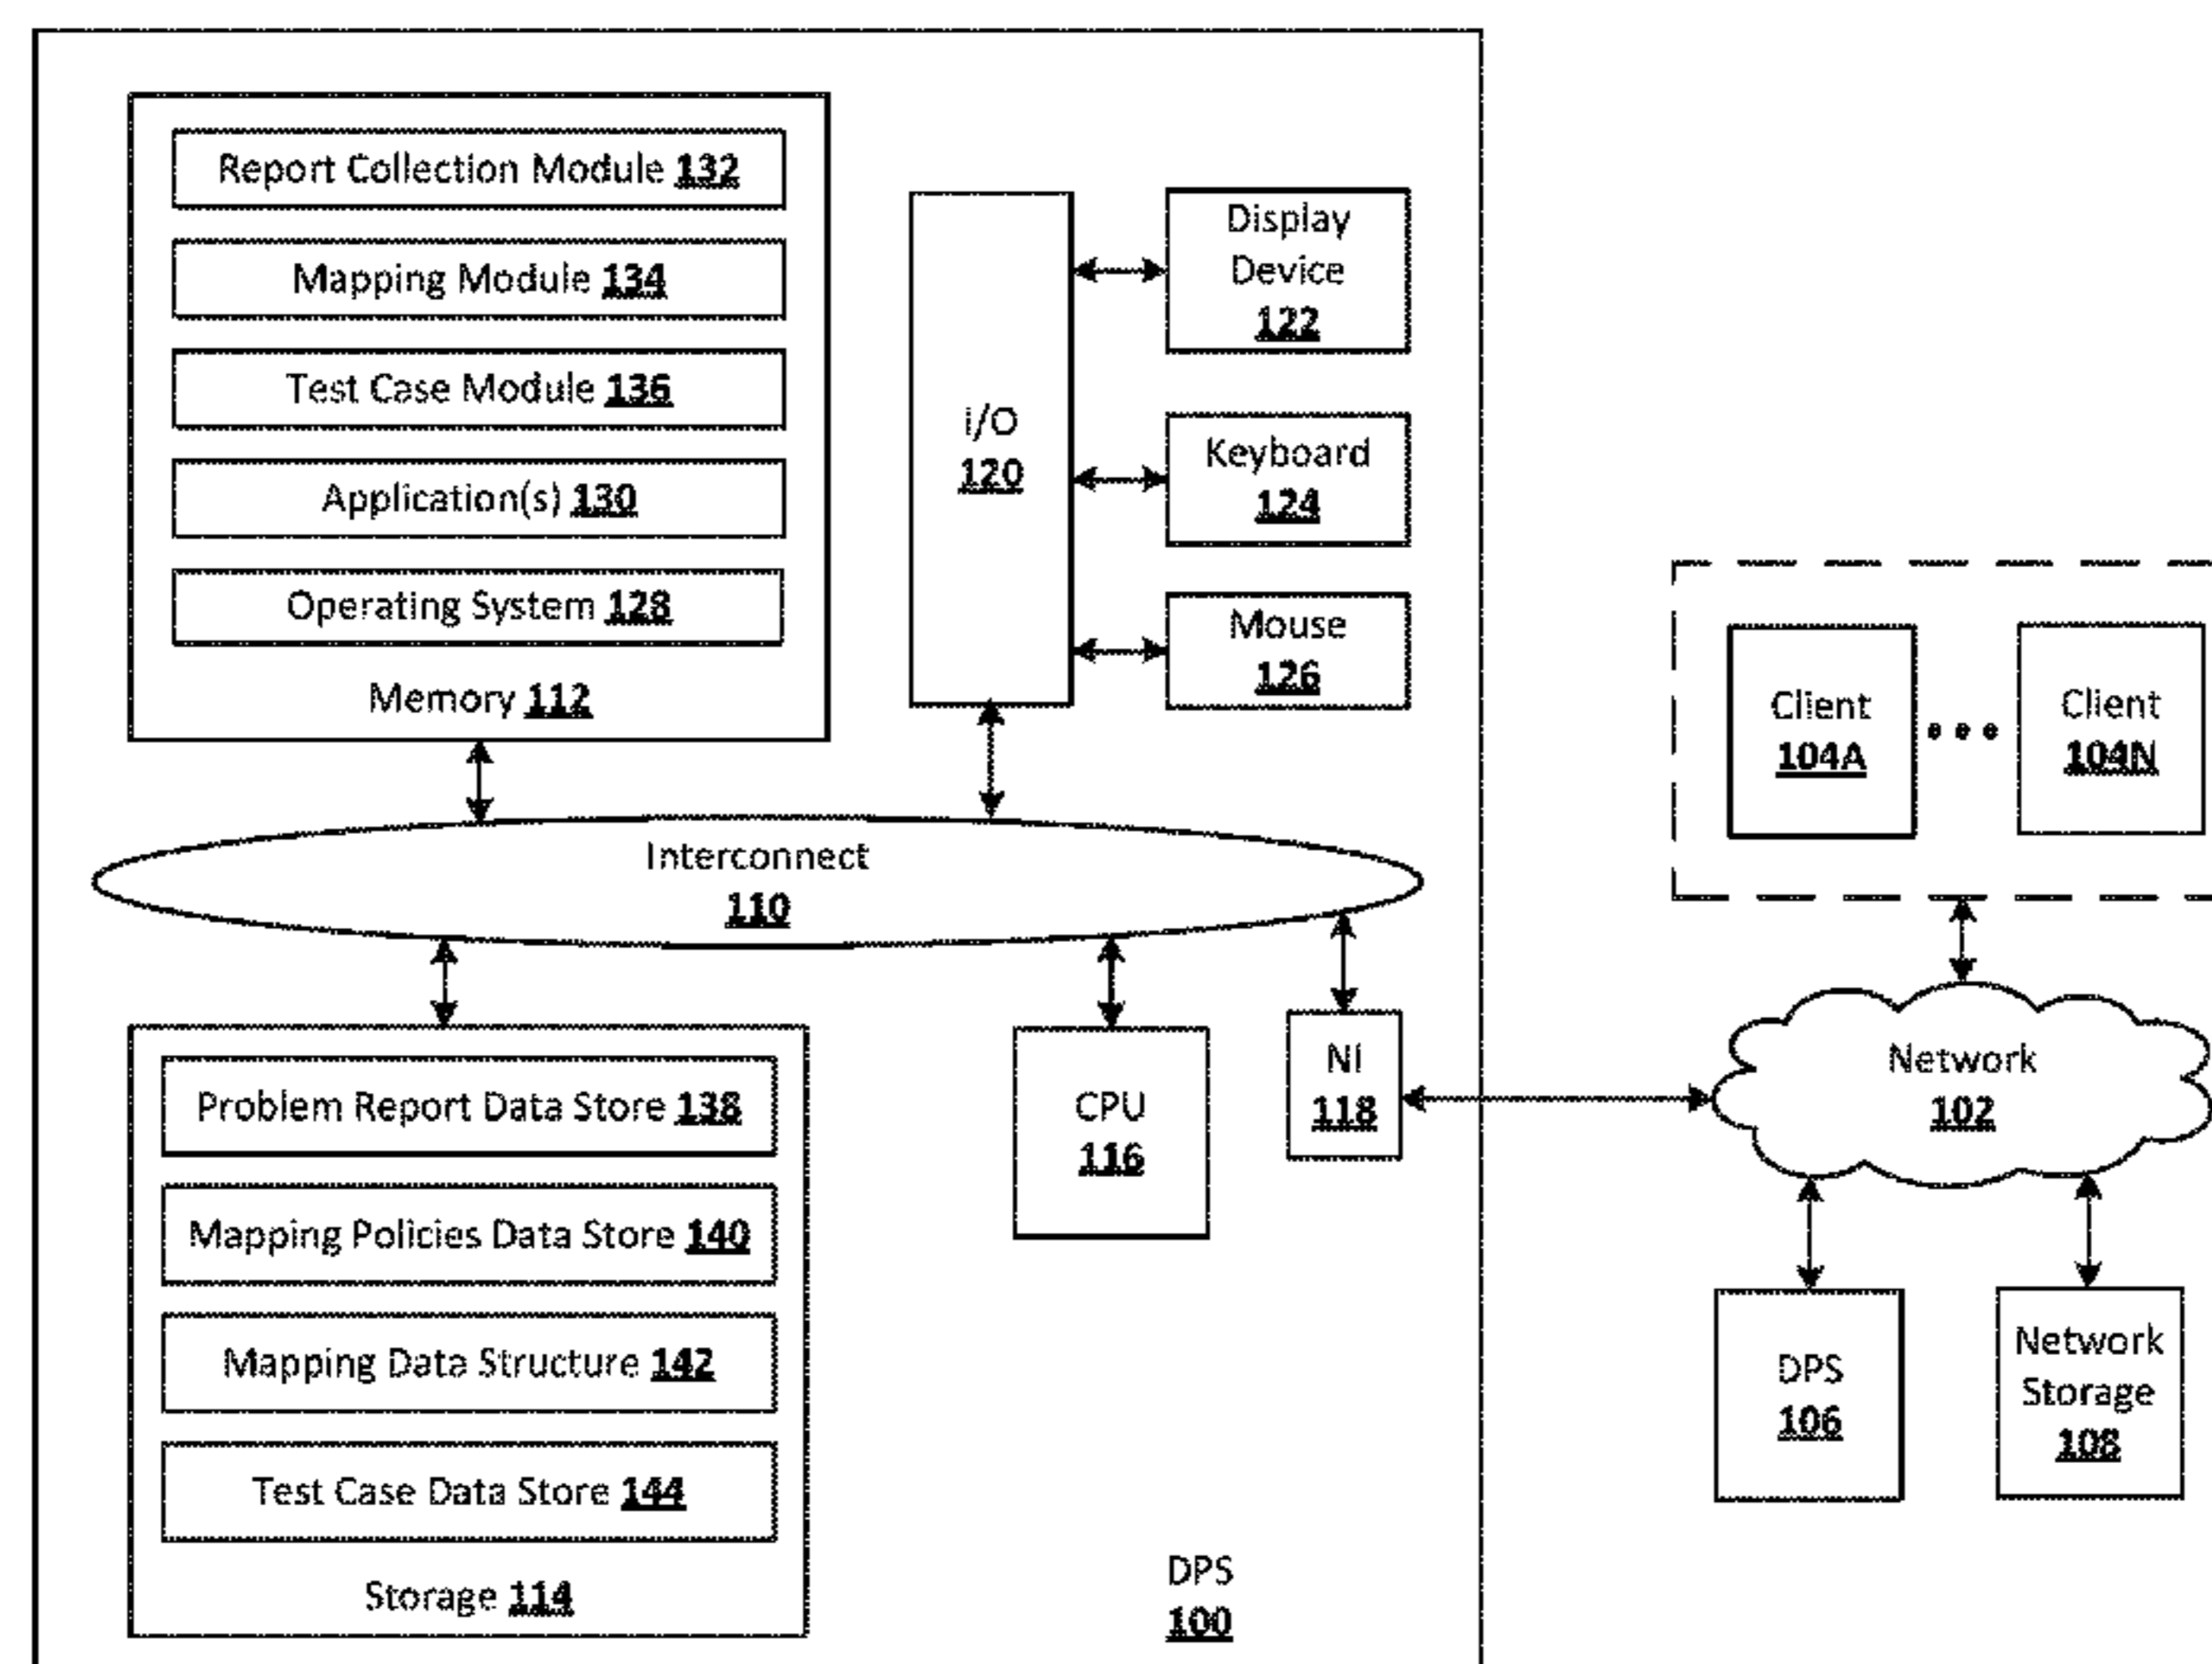 Report Collection Module 132
Mapping Module 134
Test Case Module 136
Application(s) 130
Operating System 128
Memory 112
I/O
120
Display
Device
122
Keyboard
124
Mouse
126
Interconnect
110
Problem Report Data Store 138
Mapping Policies Data Store 140
Mapping Data Structure 142
Test Case Data Store 144
Storage 114
CPU
116
NI
118
DPS
100
Client
104A
•••
Client
104N
Network
102
DPS
106
Network
Storage
108